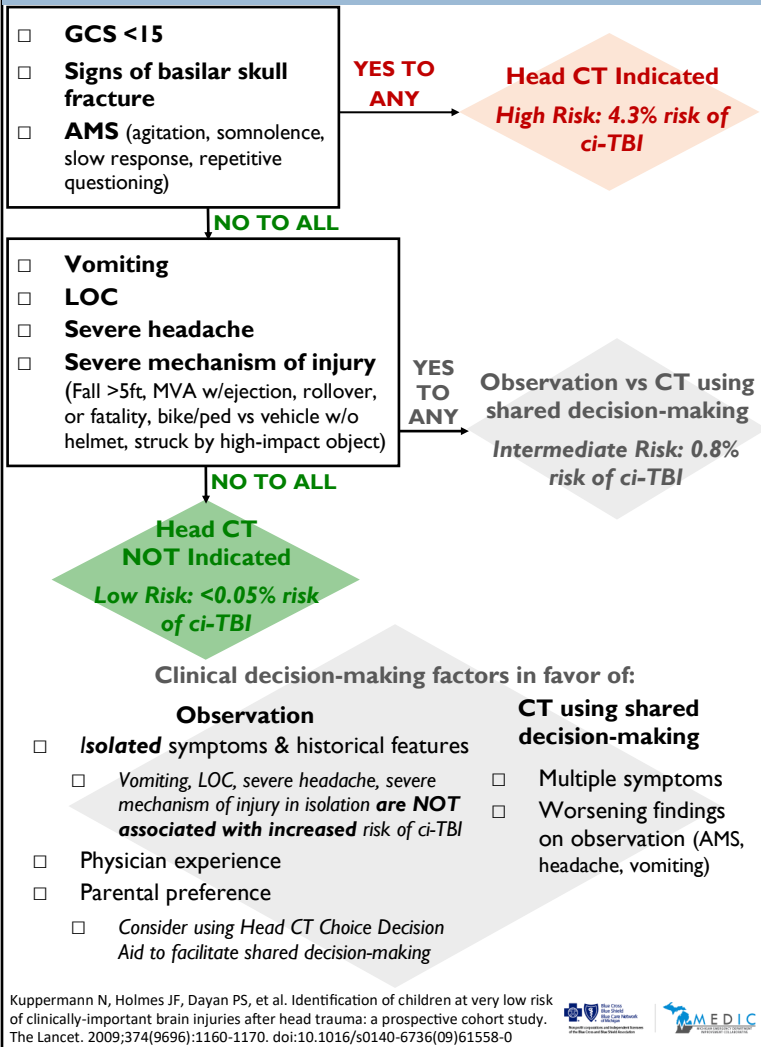 □ GCS <15
□ Signs of basilar skull
fracture
□ AMS (agitation, somnolence,
slow response, repetitive
questioning)
YES TO
ANY
Head CT Indicated
High Risk: 4.3% risk of
ci-TBI
NO TO ALL
□ Vomiting
□ LOC
□ Severe headache
□ Severe mechanism of injury
(Fall >5ft, MVA w/ejection, rollover,
or fatality, bike/ped vs vehicle w/o
helmet, struck by high-impact object)
YES
TO
ANY
Observation vs CT using
shared decision-making
Intermediate Risk: 0.8%
risk of ci-TBI
NO TO ALL
Head CT
NOT Indicated
Low Risk: <0.05% risk
of ci-TBI
Clinical decision-making factors in favor of:
Observation
□ Isolated symptoms & historical features
□ Vomiting, LOC, severe headache, severe
mechanism of injury in isolation are NOT
associated with increased risk of ci-TBI
□ Physician experience
□ Parental preference
□ Consider using Head CT Choice Decision
Aid to facilitate shared decision-making
CT using shared
decision-making
□ Multiple symptoms
□ Worsening findings
on observation (AMS,
headache, vomiting)
Kuppermann N, Holmes JF, Dayan PS, et al. Identification of children at very low risk
of clinically-important brain injuries after head trauma: a prospective cohort study.
The Lancet. 2009;374(9696):1160-1170. doi:10.1016/s0140-6736(09)61558-0
Blue Cross
Blue Shield
Blue Care Network
of Michigan
MEDIC